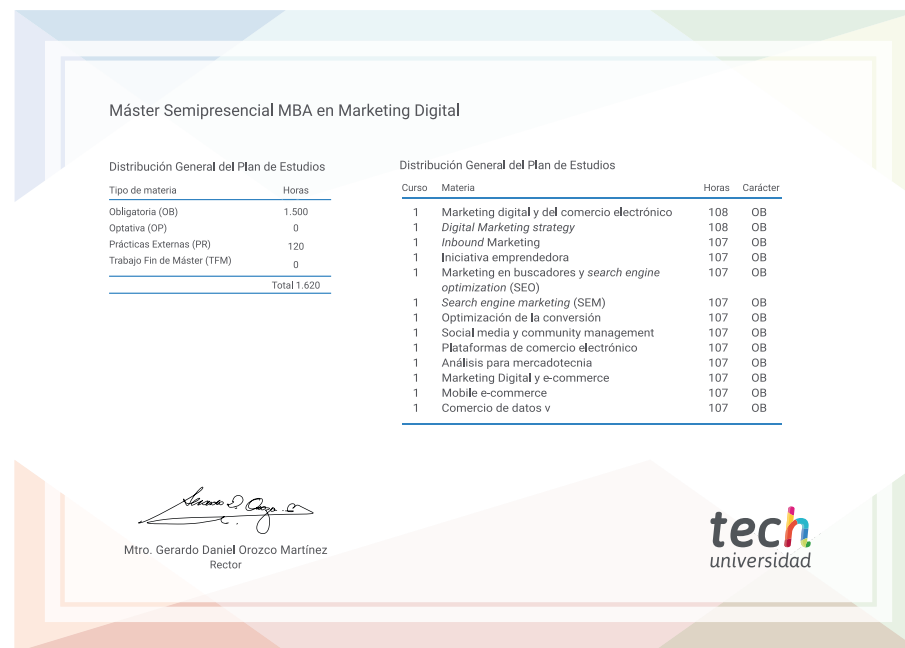 Máster Semipresencial MBA en Marketing Digital
Distribución General del Plan de Estudios
Tipo de materia Horas
Obligatoria (OB) 1.500
Optativa (OP) 0
Prácticas Externas (PR) 120
Trabajo Fin de Máster (TFM) 0
Total 1.620
Distribución General del Plan de Estudios
Curso Materia Horas Carácter
1 Marketing digital y del comercio electrónico 108 OB
1 Digital Marketing strategy 108 OB
1 Inbound Marketing 107 OB
1 Iniciativa emprendedora 107 OB
1 Marketing en buscadores y search engine 107 OB
optimization (SEO)
1 Search engine marketing (SEM) 107 OB
1 Optimización de la conversión 107 OB
1 Social media y community management 107 OB
1 Plataformas de comercio electrónico 107 OB
1 Análisis para mercadotecnia 107 OB
1 Marketing Digital y e-commerce 107 OB
1 Mobile e-commerce 107 OB
1 Comercio de datos v 107 OB
Mtro. Gerardo Daniel Orozco Martínez
Rector
tech
universidad